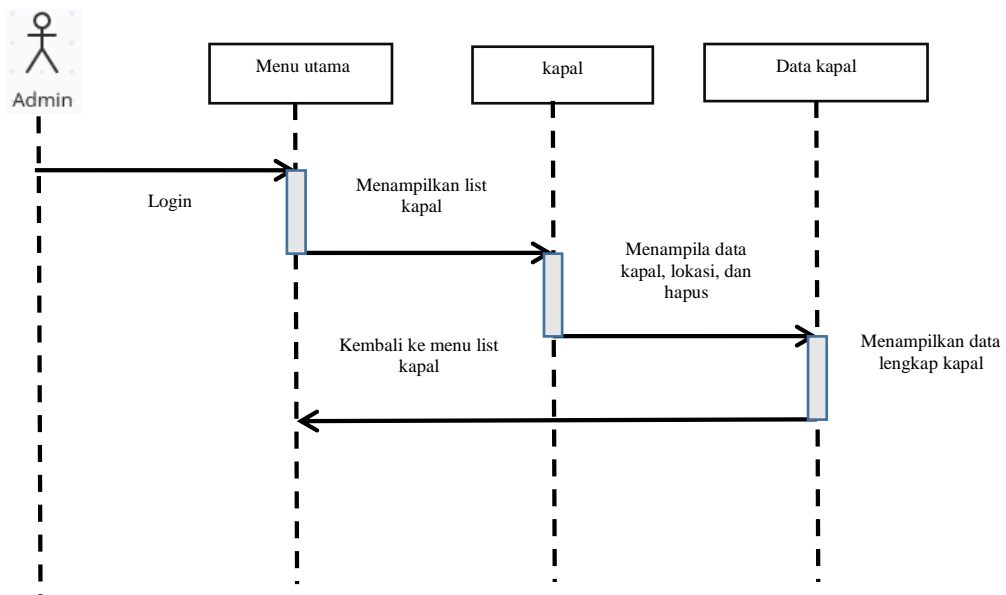 Admin
Menu utama
kapal
Data kapal
Login
Menampilkan list
kapal
Menampila data
kapal, lokasi, dan
hapus
Kembali ke menu list
kapal
Menampilkan data
lengkap kapal